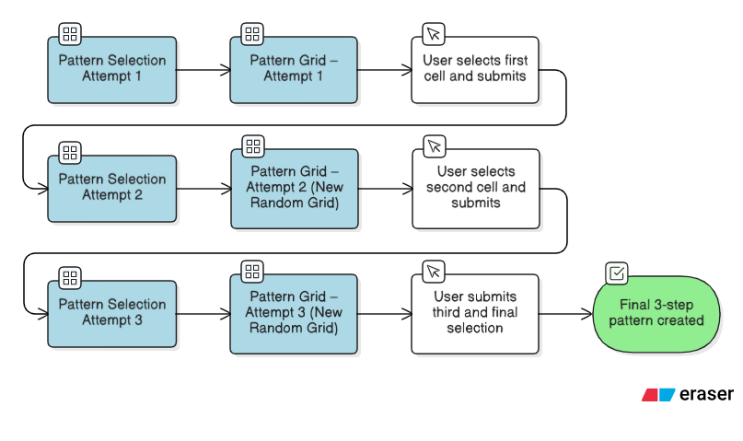 Pattern Selection
Attempt 1
Pattern Grid –
Attempt 1
User selects first
cell and submits
Pattern Selection
Attempt 2
Pattern Grid –
Attempt 2 (New
Random Grid)
User selects
second cell and
submits
Pattern Selection
Attempt 3
Pattern Grid –
Attempt 3 (New
Random Grid)
User submits
third and final
selection
Final 3-step
pattern created
eraser